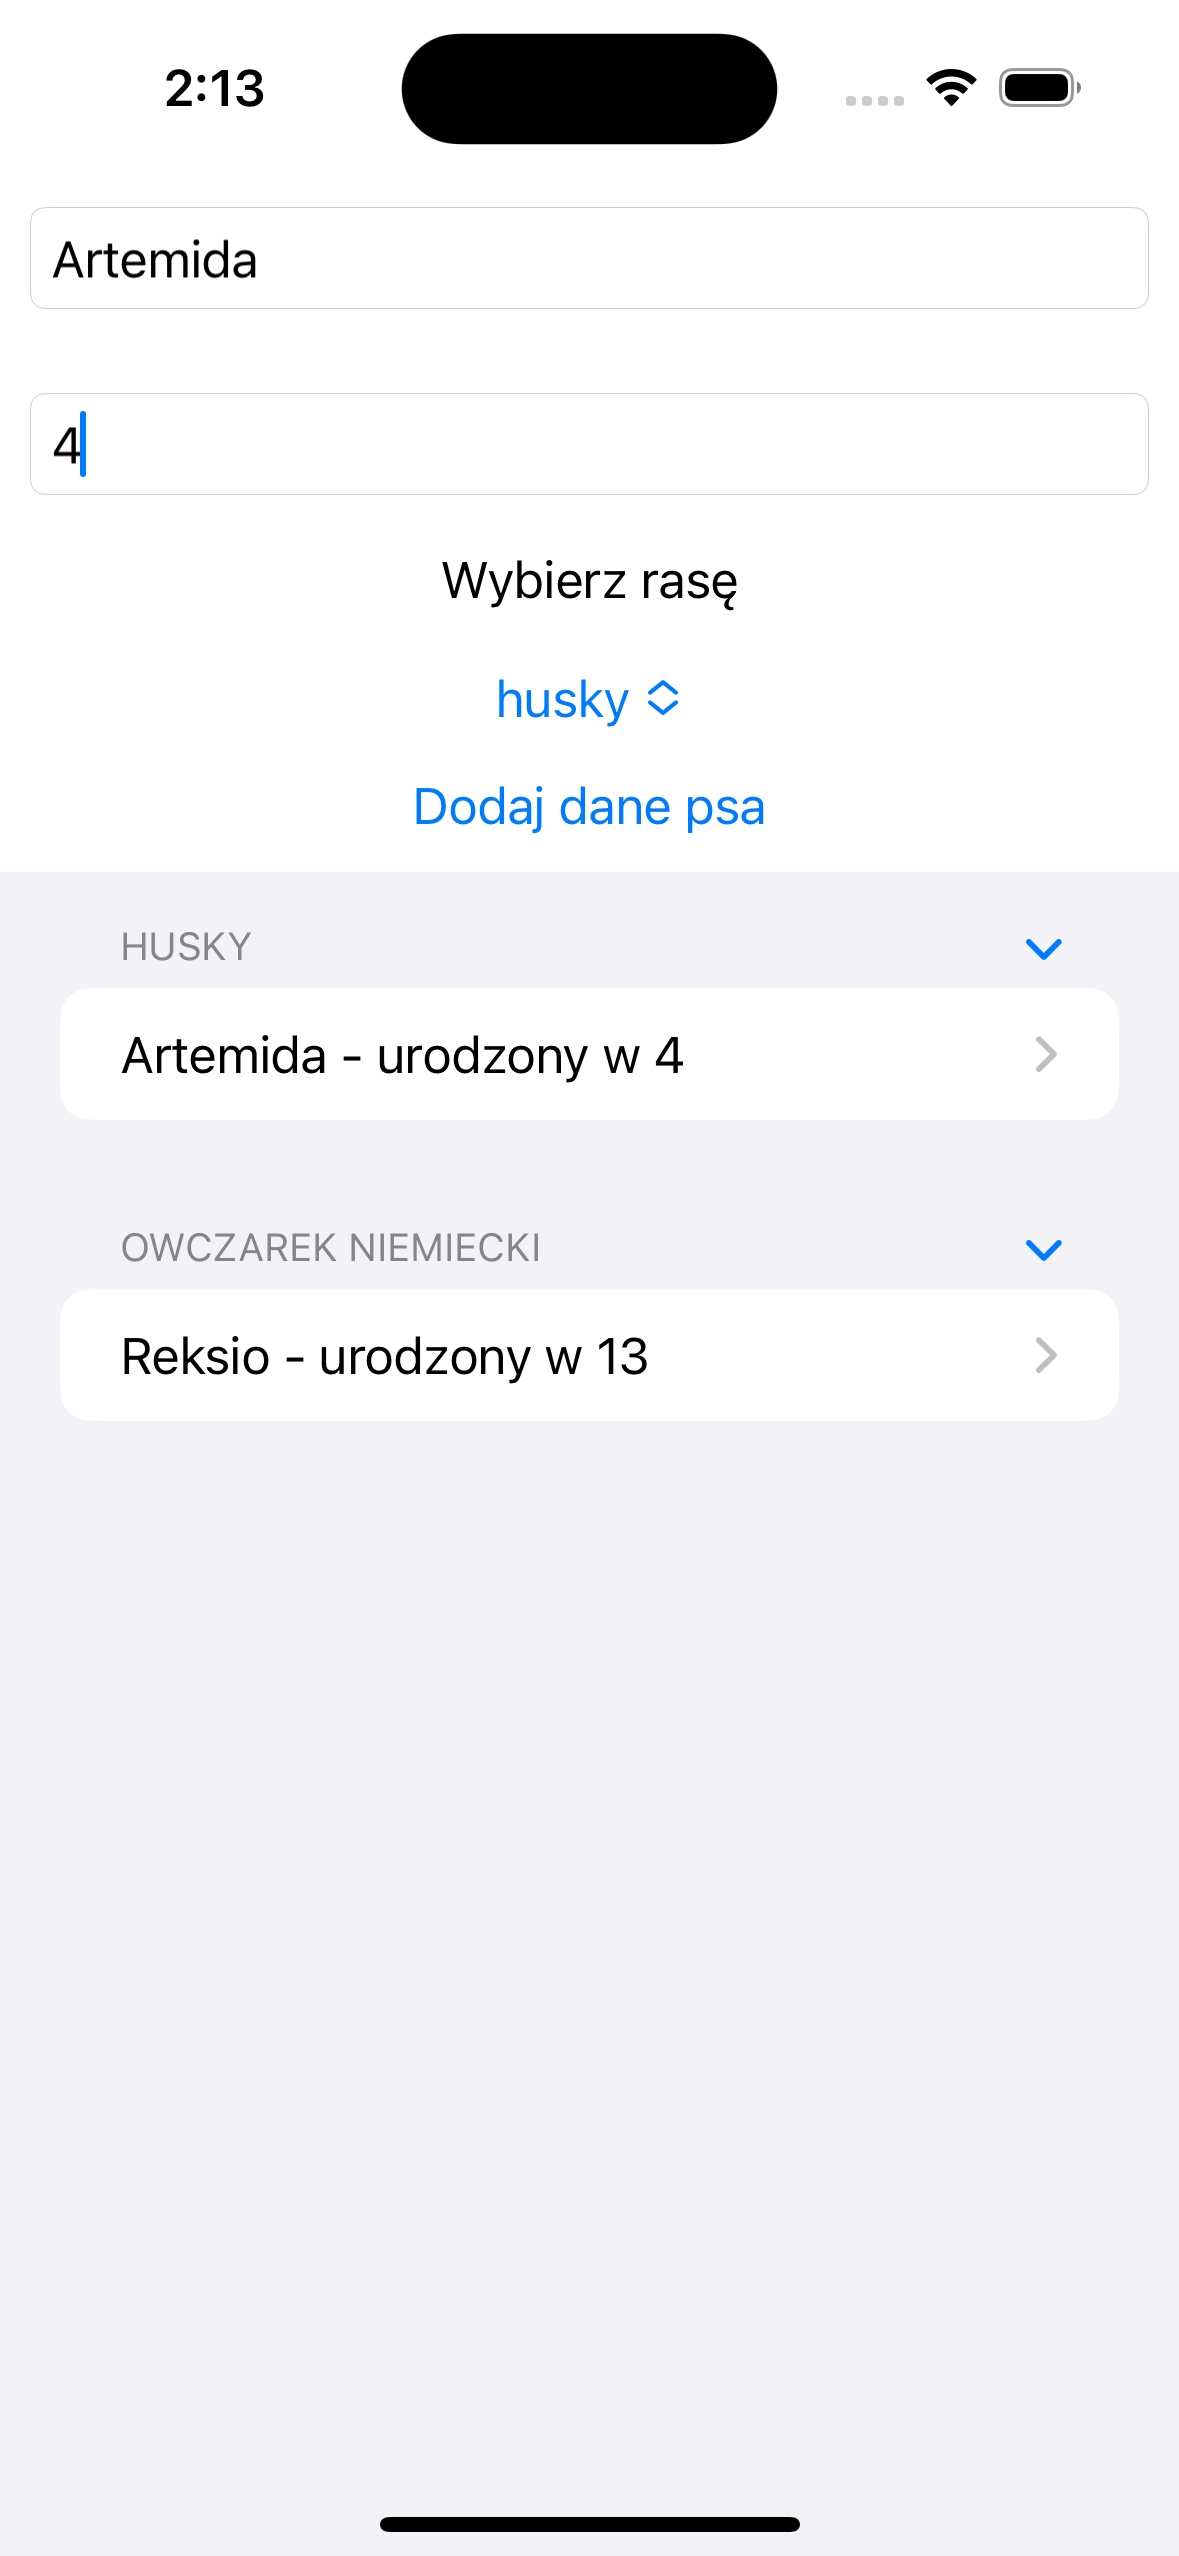 2:13
Artemida
4
Wybierz rasę
husky
Dodaj dane psa
HUSKY
Artemida - urodzony w 4
OWCZAREK NIEMIECKI
Reksio - urodzony w 13